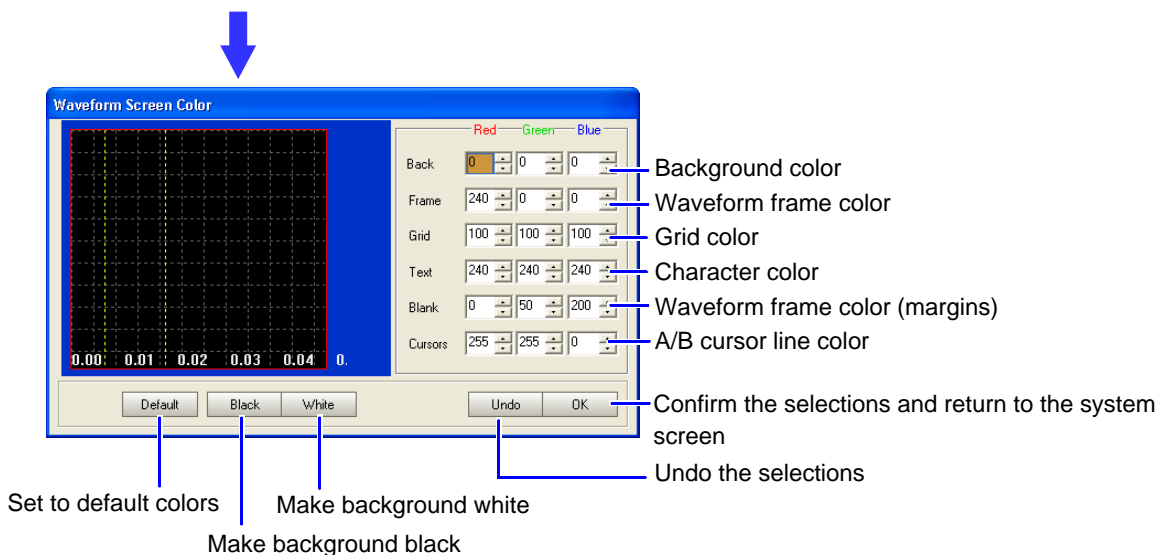 Waveform Screen Color
Red Green Blue
Back 0 0 0
Background color
Frame 240 0 0
Waveform frame color
Grid 100 100 100
Grid color
Text 240 240 240
Character color
Blank 0 50 200
Waveform frame color (margins)
Cursors 255 255 0
A/B cursor line color
0.00 0.01 0.02 0.03 0.04 0.
Default Black White Undo OK
Confirm the selections and return to the system
screen
Undo the selections
Set to default colors
Make background white
Make background black